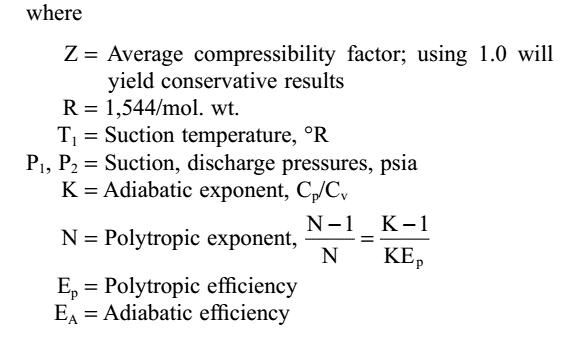 where
Z = Average compressibility factor; using 1.0 will
yield conservative results
R = 1,544/mol. wt.
T₁ = Suction temperature, °R
P₁, P₂ = Suction, discharge pressures, psia
K = Adiabatic exponent, Cₚ/Cᵥ
N = Polytropic exponent, (N − 1)/N = (K − 1)/(KEₚ)
Eₚ = Polytropic efficiency
E_A = Adiabatic efficiency